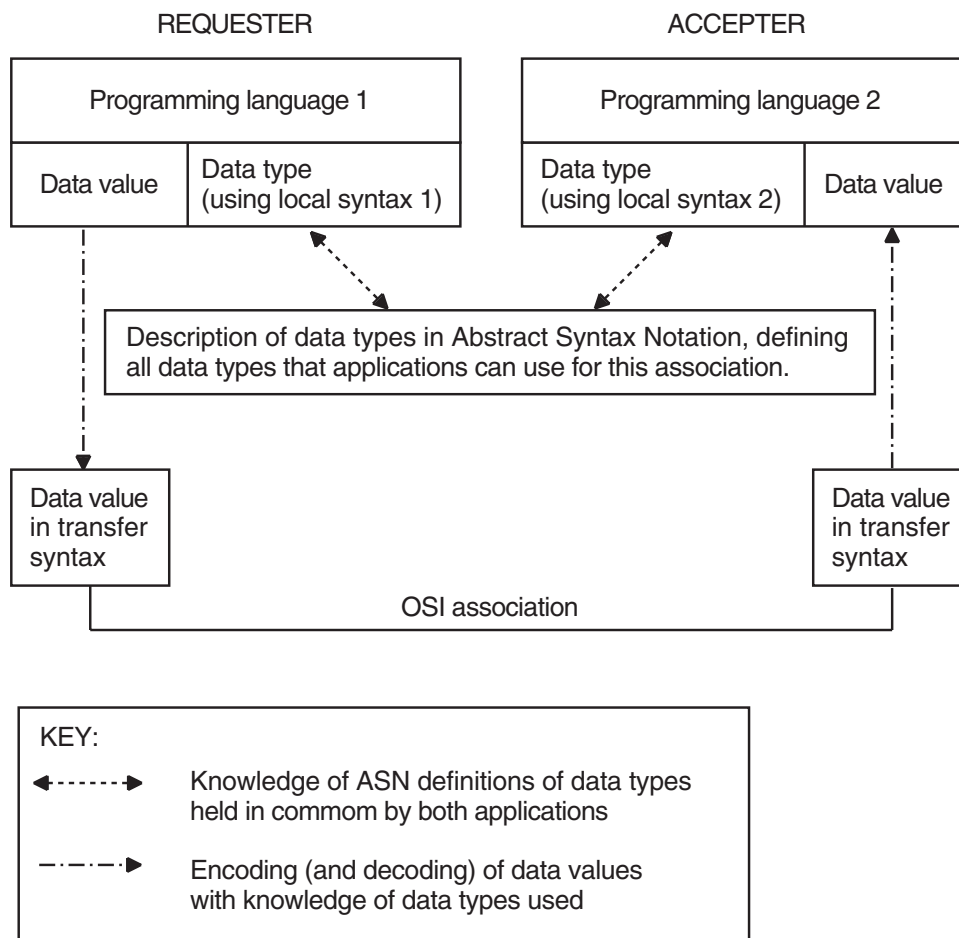 REQUESTER
ACCEPTER
Programming language 1
Programming language 2
Data value
Data type
(using local syntax 1)
Data type
(using local syntax 2)
Data value
Description of data types in Abstract Syntax Notation, defining
all data types that applications can use for this association.
Data value
in transfer
syntax
Data value
in transfer
syntax
OSI association
KEY:
Knowledge of ASN definitions of data types
held in commom by both applications
Encoding (and decoding) of data values
with knowledge of data types used